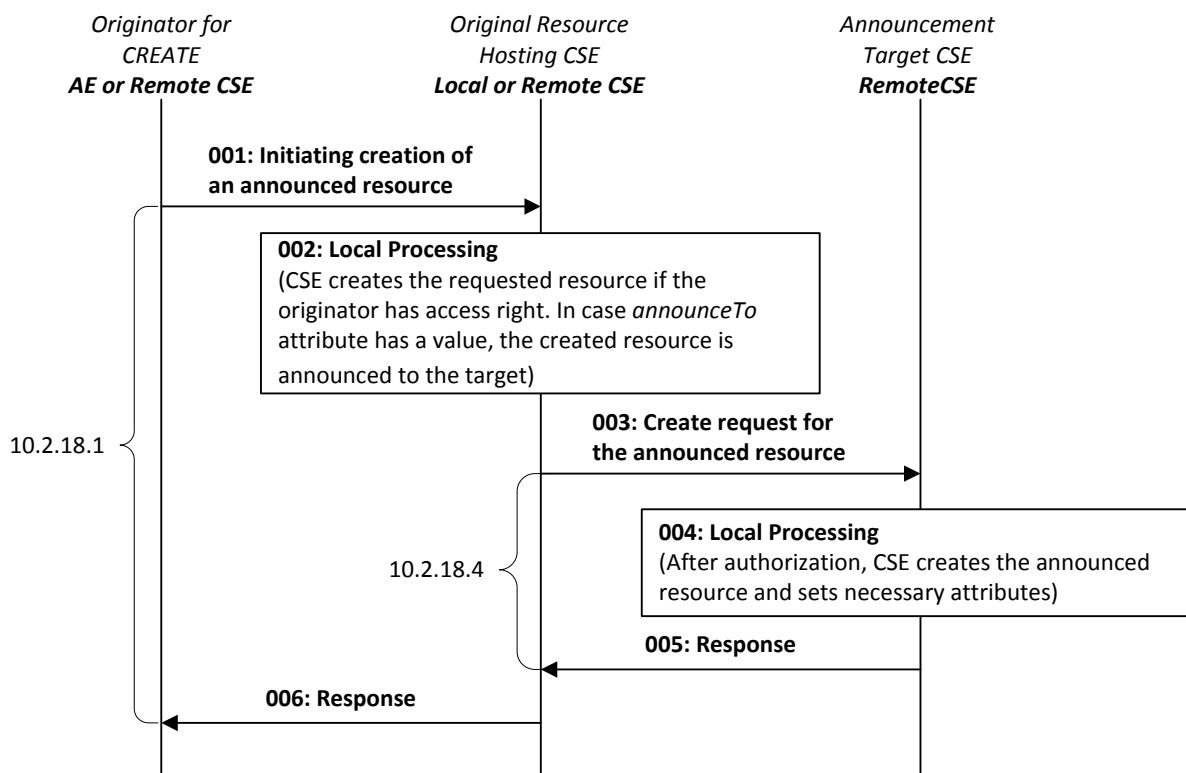 Originator for
CREATE
AE or Remote CSE
Original Resource
Hosting CSE
Local or Remote CSE
Announcement
Target CSE
RemoteCSE
001: Initiating creation of
an announced resource
002: Local Processing
(CSE creates the requested resource if the
originator has access right. In case announceTo
attribute has a value, the created resource is
announced to the target)
10.2.18.1
003: Create request for
the announced resource
004: Local Processing
(After authorization, CSE creates the announced
resource and sets necessary attributes)
10.2.18.4
005: Response
006: Response